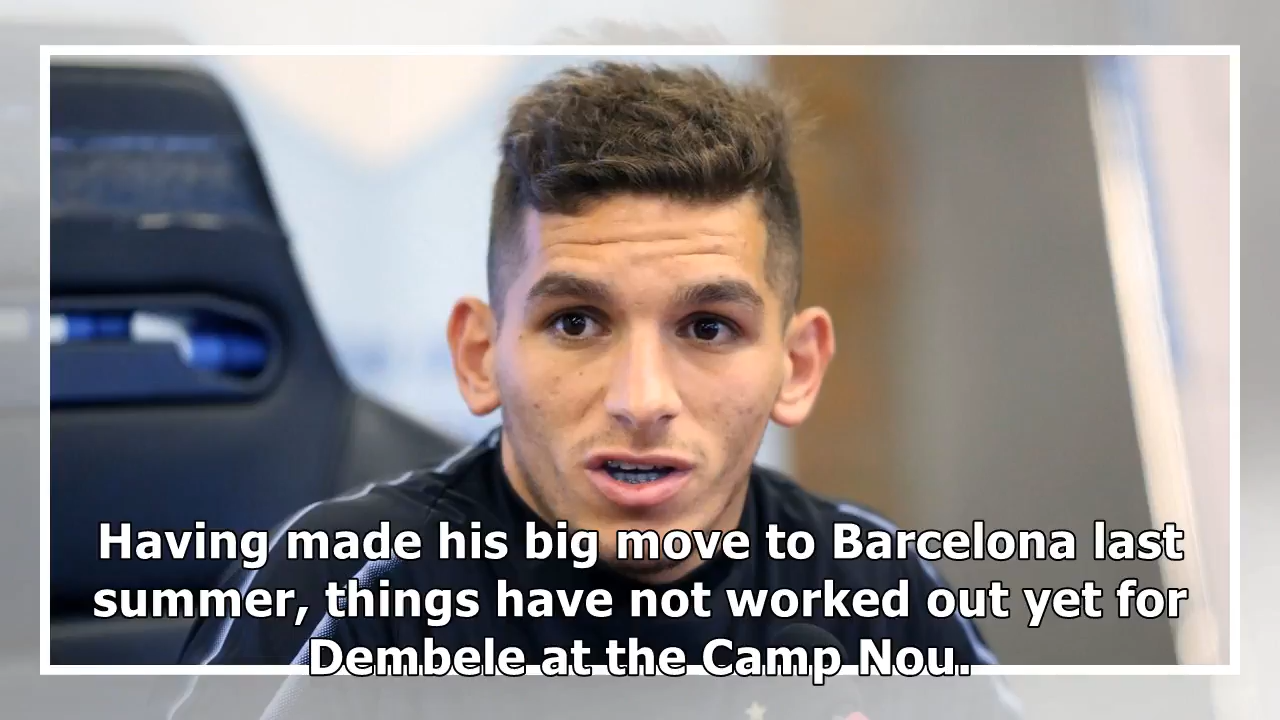 Having made his big move to Barcelona last
summer, things have not worked out yet for
Dembele at the Camp Nou.